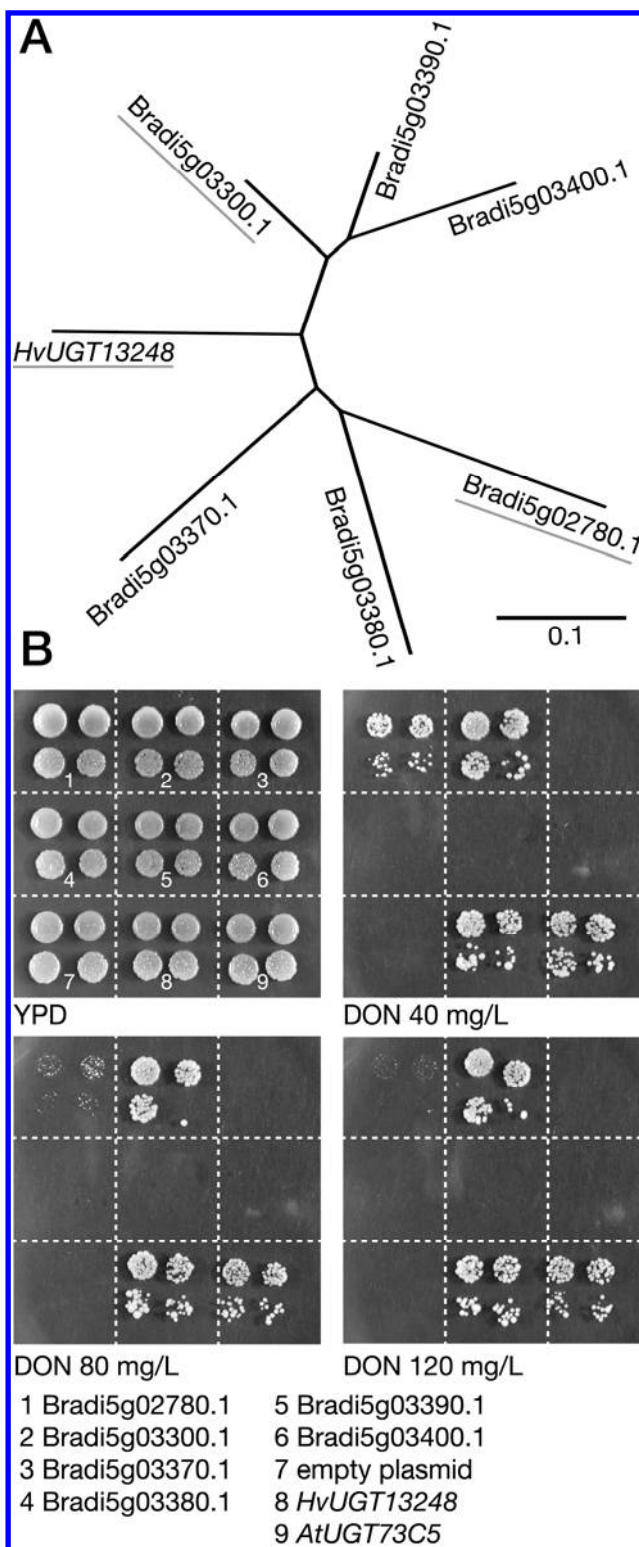 A
Bradi5g03300.1
Bradi5g03390.1
Bradi5g03400.1
HvUGT13248
Bradi5g03370.1
Bradi5g03380.1
Bradi5g02780.1
0.1
B
1 2 3
4 5 6
7 8 9
YPD
DON 40 mg/L
DON 80 mg/L
DON 120 mg/L
1 Bradi5g02780.1
2 Bradi5g03300.1
3 Bradi5g03370.1
4 Bradi5g03380.1
5 Bradi5g03390.1
6 Bradi5g03400.1
7 empty plasmid
8 HvUGT13248
9 AtUGT73C5